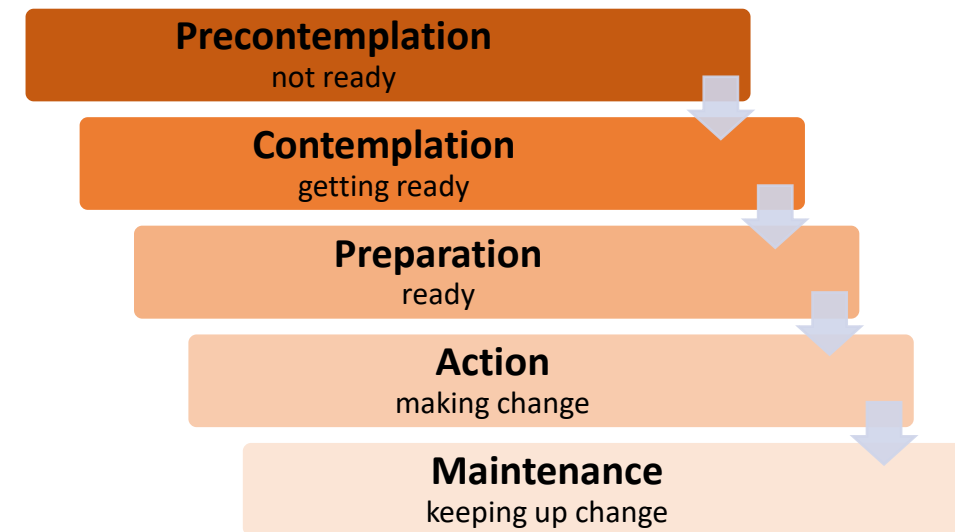 Precontemplation
not ready
Contemplation
getting ready
Preparation
ready
Action
making change
Maintenance
keeping up change